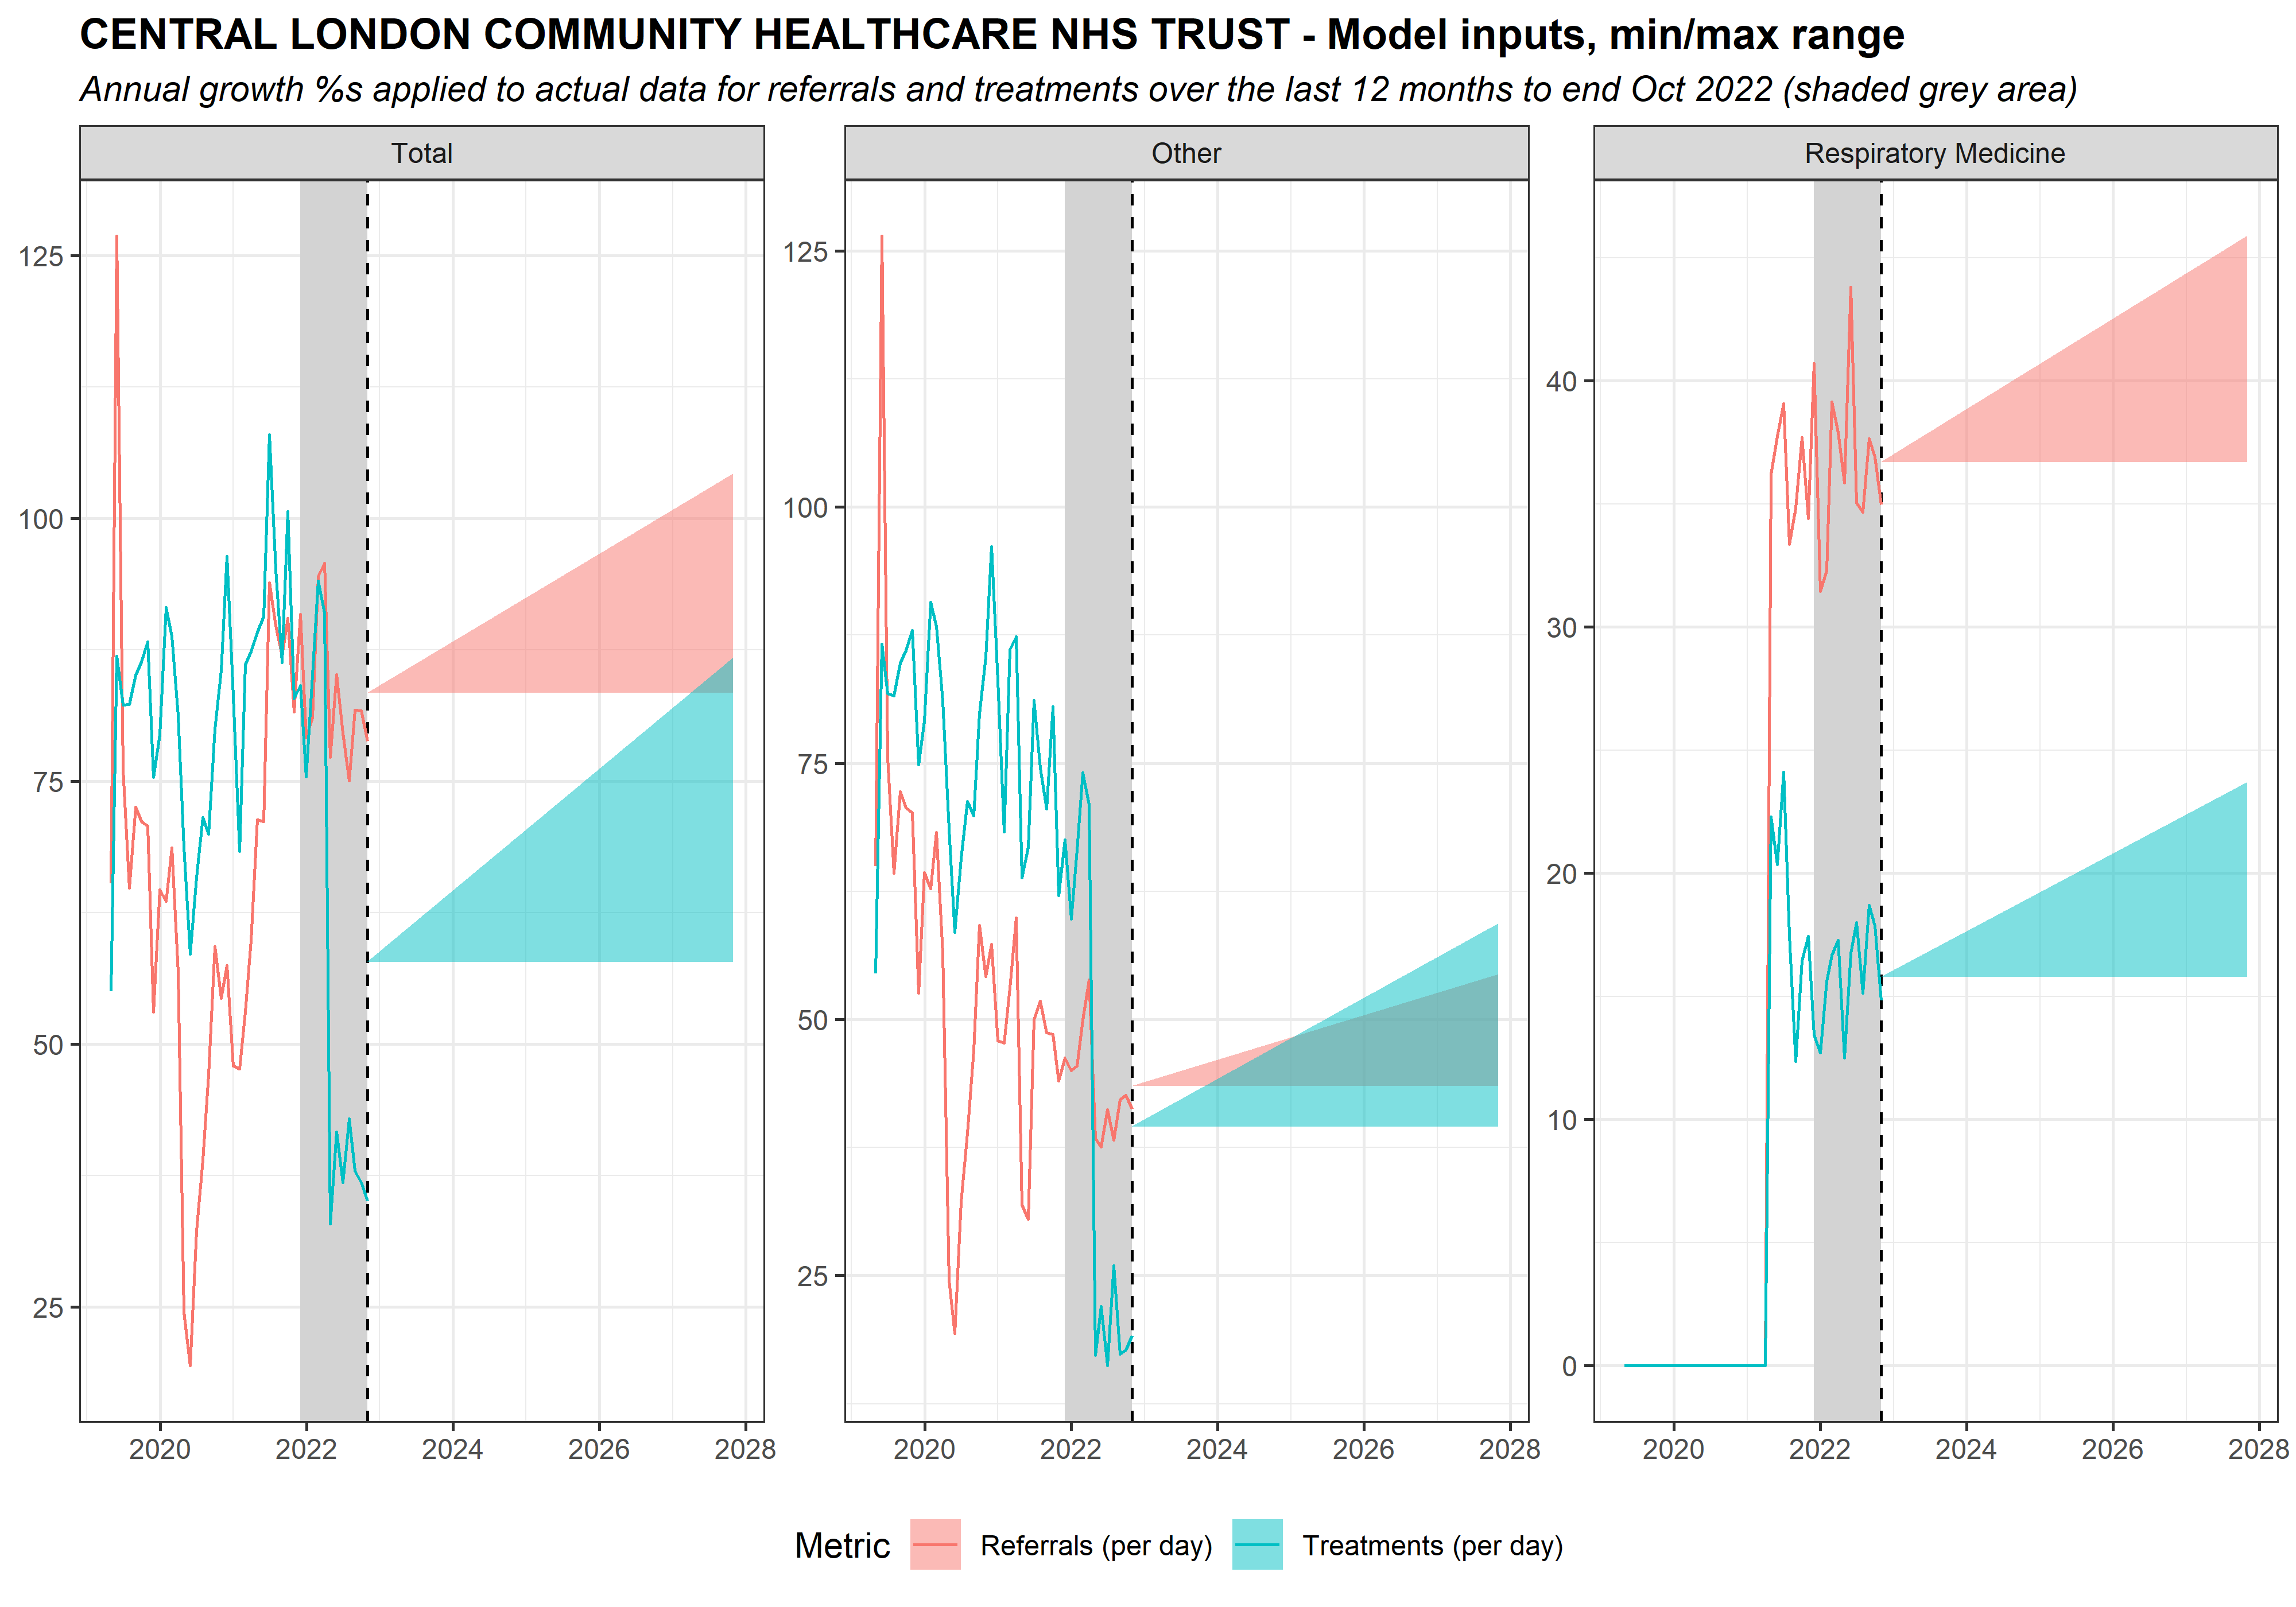 CENTRAL LONDON COMMUNITY HEALTHCARE NHS TRUST - Model inputs, min/max range
Annual growth %s applied to actual data for referrals and treatments over the last 12 months to end Oct 2022 (shaded grey area)
Total
Other
Respiratory Medicine
125
100
75
50
25
125
100
75
50
25
40
30
20
10
0
2020 2022 2024 2026 2028
2020 2022 2024 2026 2028
2020 2022 2024 2026 2028
Metric Referrals (per day) Treatments (per day)